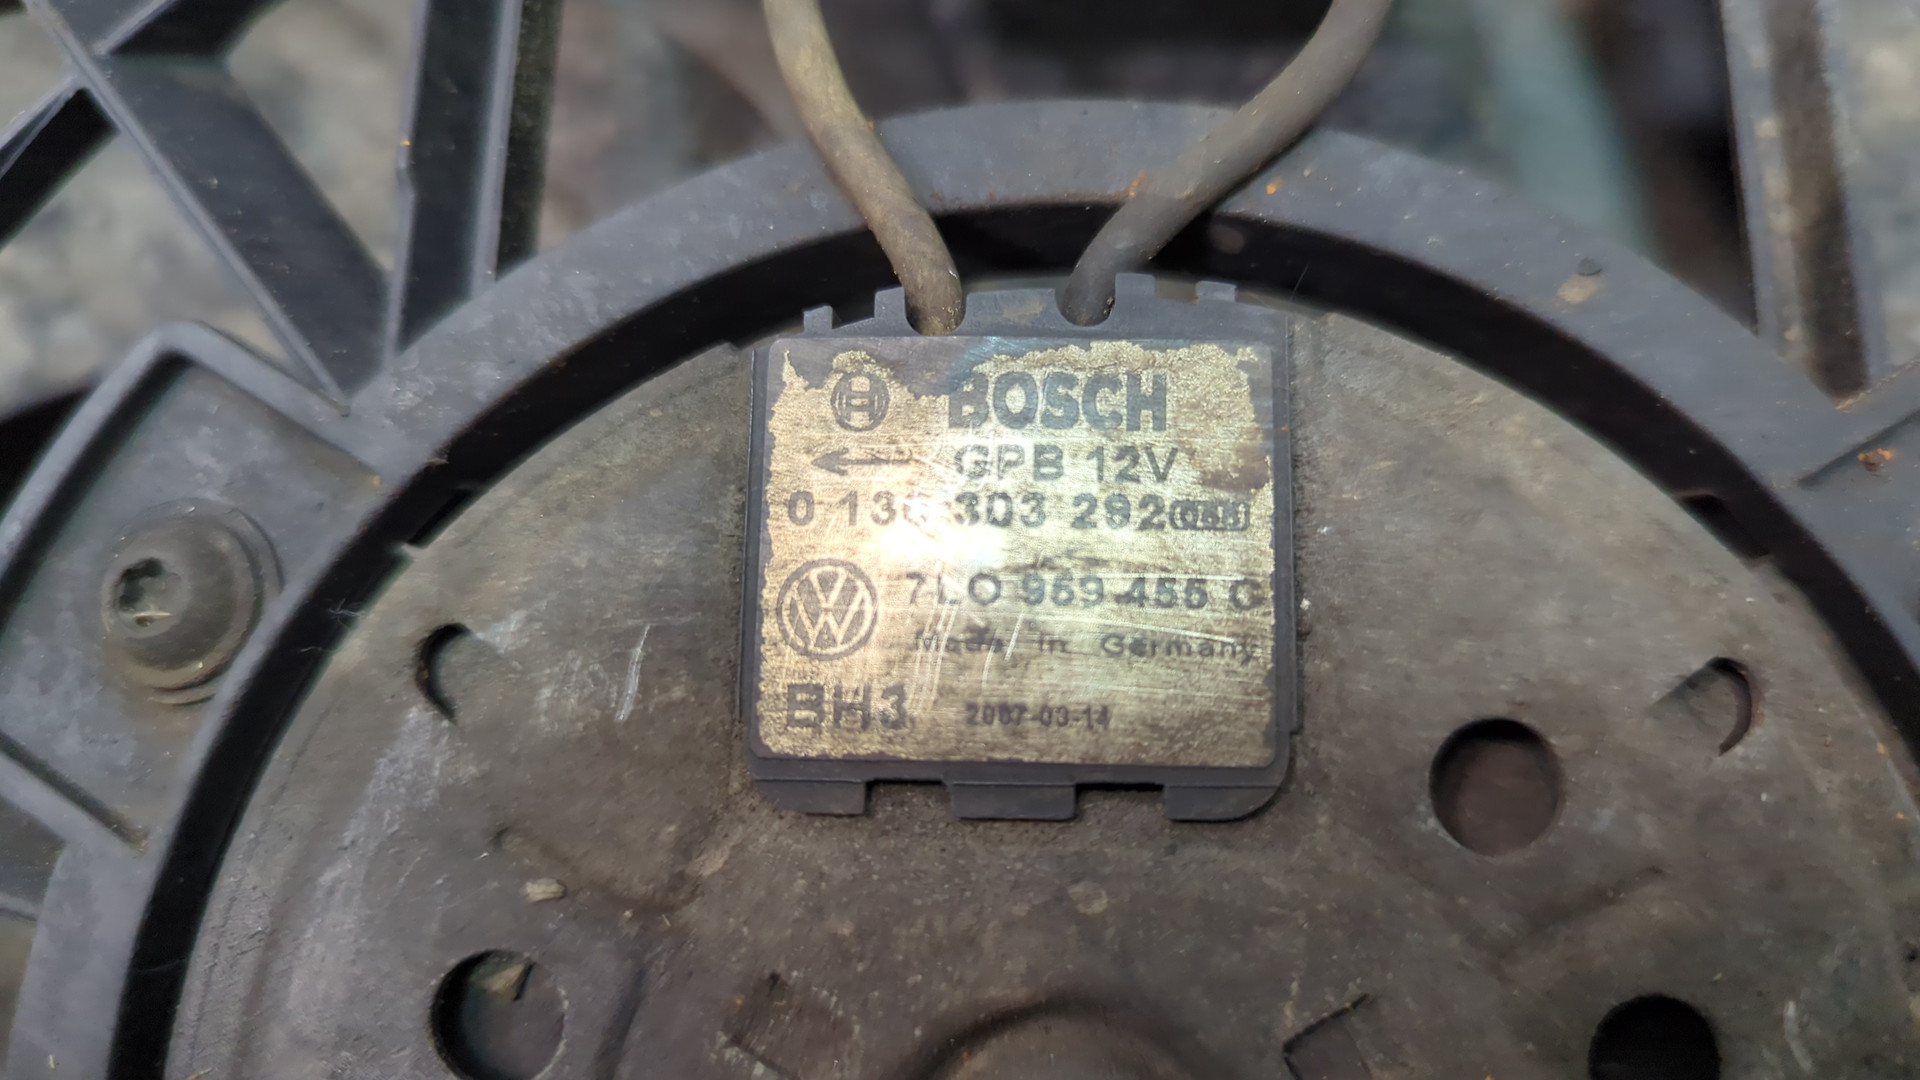 BOSCH
GPB 12V
0 130 303 292
7L0 959 455 G
Made in Germany
BH3 2007-03-14